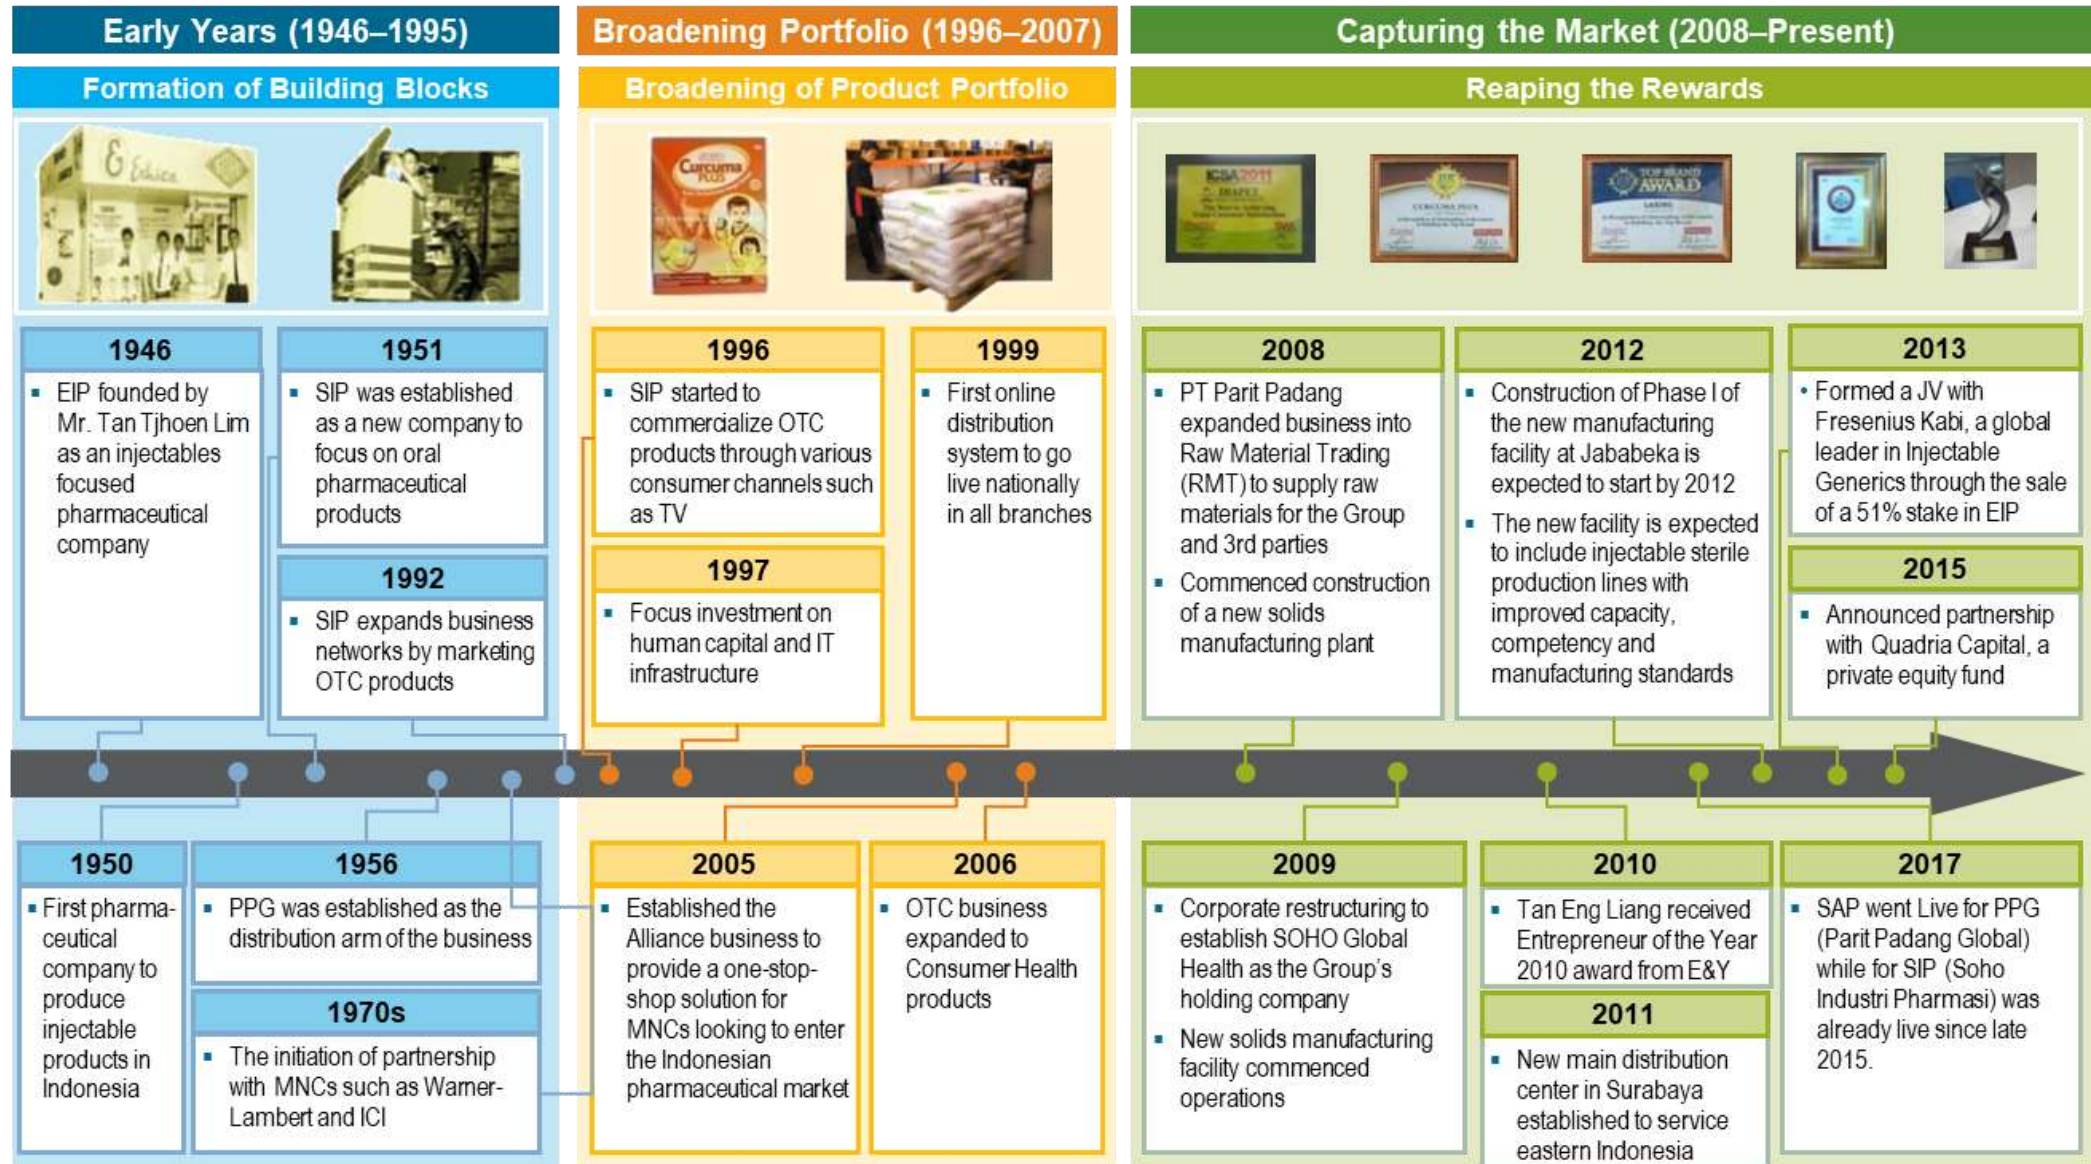 Early Years (1946–1995)
Formation of Building Blocks
Ethica
1946
▪ EIP founded by
Mr. Tan Tjhoen Lim
as an injectables
focused
pharmaceutical
company
1951
▪ SIP was established
as a new company to
focus on oral
pharmaceutical
products
1992
▪ SIP expands business
networks by marketing
OTC products
1950
▪ First pharma-
ceutical
company to
produce
injectable
products in
Indonesia
1956
▪ PPG was established as the
distribution arm of the business
1970s
▪ The initiation of partnership
with MNCs such as Warner-
Lambert and ICI
Broadening Portfolio (1996–2007)
Broadening of Product Portfolio
Curcuma
PLUS
1996
▪ SIP started to
commercialize OTC
products through various
consumer channels such
as TV
1997
▪ Focus investment on
human capital and IT
infrastructure
1999
▪ First online
distribution
system to go
live nationally
in all branches
2005
▪ Established the
Alliance business to
provide a one-stop-
shop solution for
MNCs looking to enter
the Indonesian
pharmaceutical market
2006
▪ OTC business
expanded to
Consumer Health
products
Capturing the Market (2008–Present)
Reaping the Rewards
ICSA 2011
CURCUMA PLUS
TOP BRAND
AWARD
2008
▪ PT Parit Padang
expanded business into
Raw Material Trading
(RMT) to supply raw
materials for the Group
and 3rd parties
▪ Commenced construction
of a new solids
manufacturing plant
2012
▪ Construction of Phase I of
the new manufacturing
facility at Jababeka is
expected to start by 2012
▪ The new facility is expected
to include injectable sterile
production lines with
improved capacity,
competency and
manufacturing standards
2013
• Formed a JV with
Fresenius Kabi, a global
leader in Injectable
Generics through the sale
of a 51% stake in EIP
2015
▪ Announced partnership
with Quadria Capital, a
private equity fund
2009
▪ Corporate restructuring to
establish SOHO Global
Health as the Group's
holding company
▪ New solids manufacturing
facility commenced
operations
2010
▪ Tan Eng Liang received
Entrepreneur of the Year
2010 award from E&Y
2011
▪ New main distribution
center in Surabaya
established to service
eastern Indonesia
2017
▪ SAP went Live for PPG
(Parit Padang Global)
while for SIP (Soho
Industri Pharmasi) was
already live since late
2015.